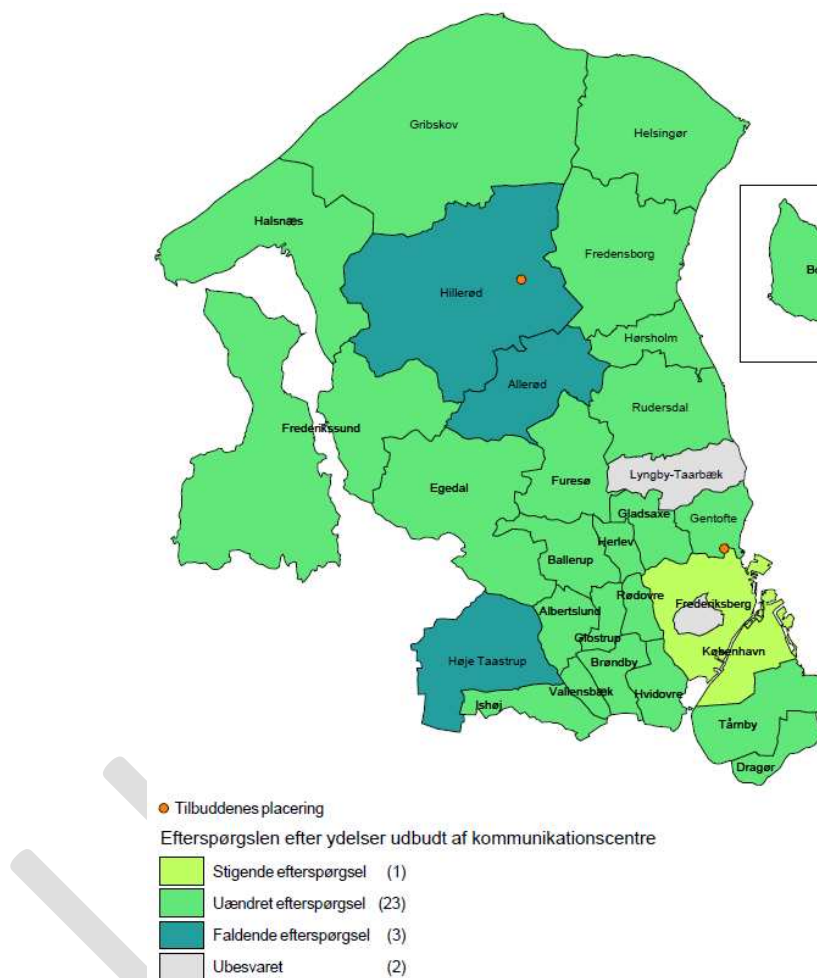 Gribskov
Helsingør
Halsnæs
Fredensborg
Hillerød
Hørsholm
Allerød
Rudersdal
Frederikssund
Lyngby-Taarbæk
Egedal
Furesø
Gladsaxe
Gentofte
Herlev
Ballerup
Rødovre
Frederiksberg
Albertslund
Glostrup
København
Høje Taastrup
Brøndby
Vallensbæk
Hvidovre
Ishøj
Tårnby
Dragør
Tilbuddenes placering
Efterspørgslen efter ydelser udbudt af kommunikationscentre
Stigende efterspørgsel (1)
Uændret efterspørgsel (23)
Faldende efterspørgsel (3)
Ubesvaret (2)